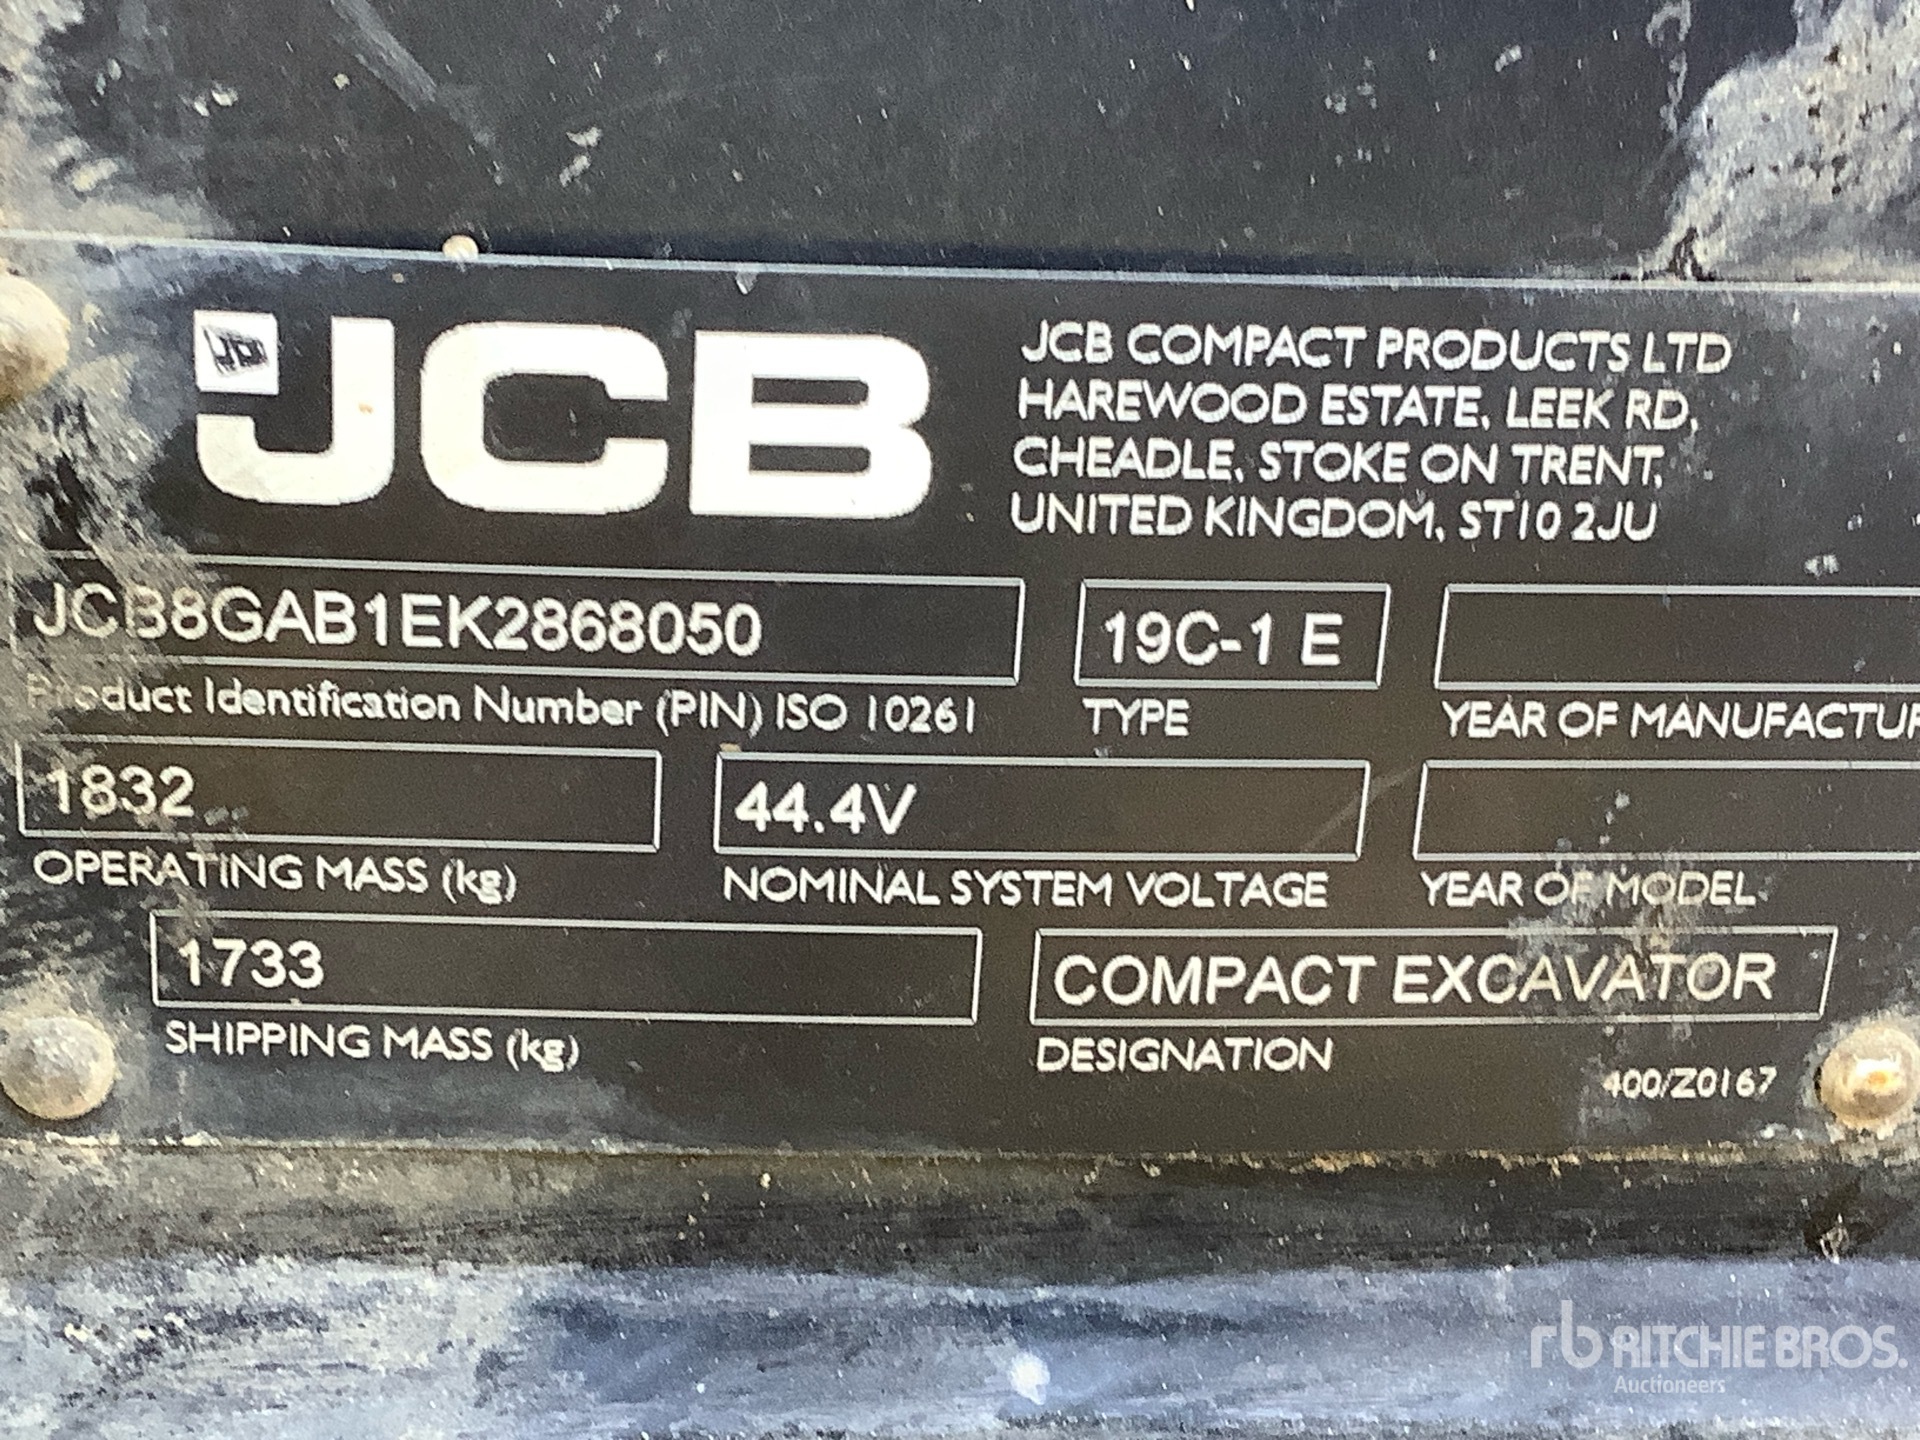 JCB
JCB COMPACT PRODUCTS LTD
HAREWOOD ESTATE, LEEK RD,
CHEADLE, STOKE ON TRENT,
UNITED KINGDOM, ST10 2JU
JCB8GAB1EK2868050
Product Identification Number (PIN) ISO 10261
19C-1 E
TYPE
YEAR OF MANUFACTUR
1832
OPERATING MASS (kg)
44.4V
NOMINAL SYSTEM VOLTAGE
YEAR OF MODEL
1733
SHIPPING MASS (kg)
COMPACT EXCAVATOR
DESIGNATION
400/Z0167
rb RITCHIE BROS.
Auctioneers